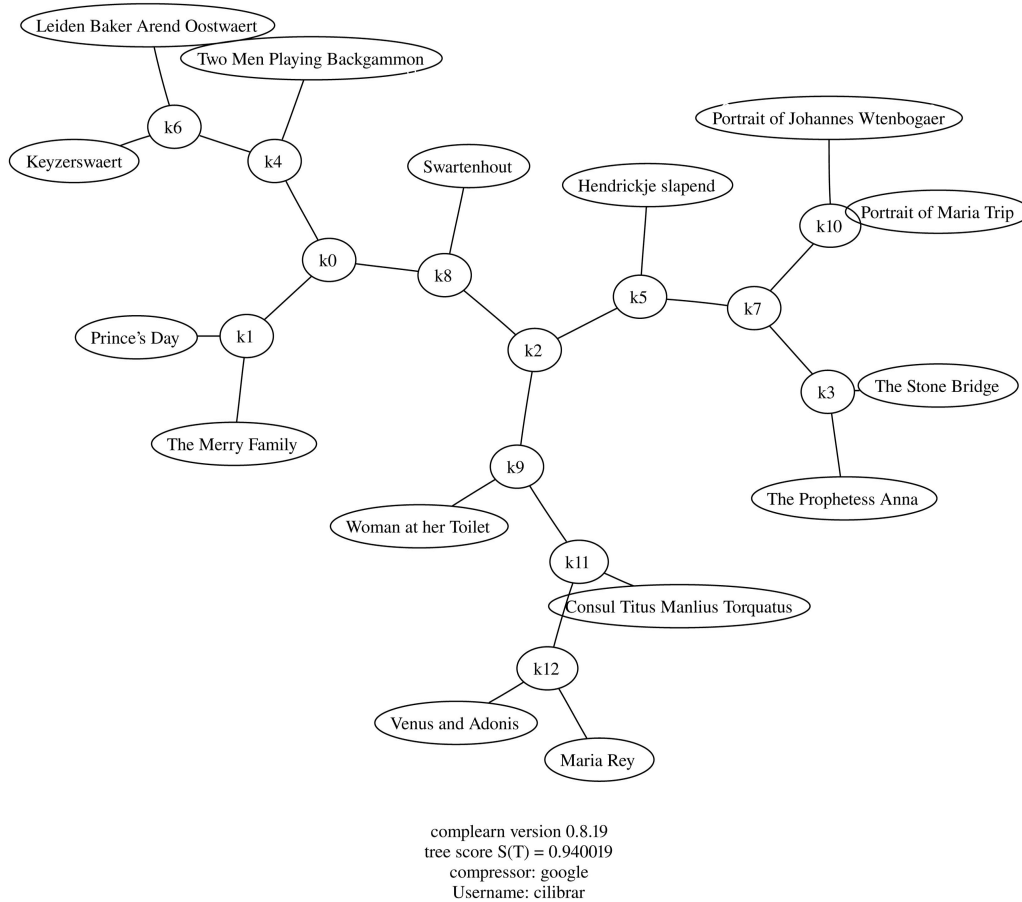 Leiden Baker Arend Oostwaert
Two Men Playing Backgammon
Portrait of Johannes Wtenbogaer
k6
Keyzerswaert
k4
Swartenhout
Hendrickje slapend
Portrait of Maria Trip
k10
k0
k8
k5
k7
Prince's Day
k1
k2
k3
The Stone Bridge
The Merry Family
k9
The Prophetess Anna
Woman at her Toilet
k11
Consul Titus Manlius Torquatus
k12
Venus and Adonis
Maria Rey
complearn version 0.8.19
tree score S(T) = 0.940019
compressor: google
Username: cilibrar